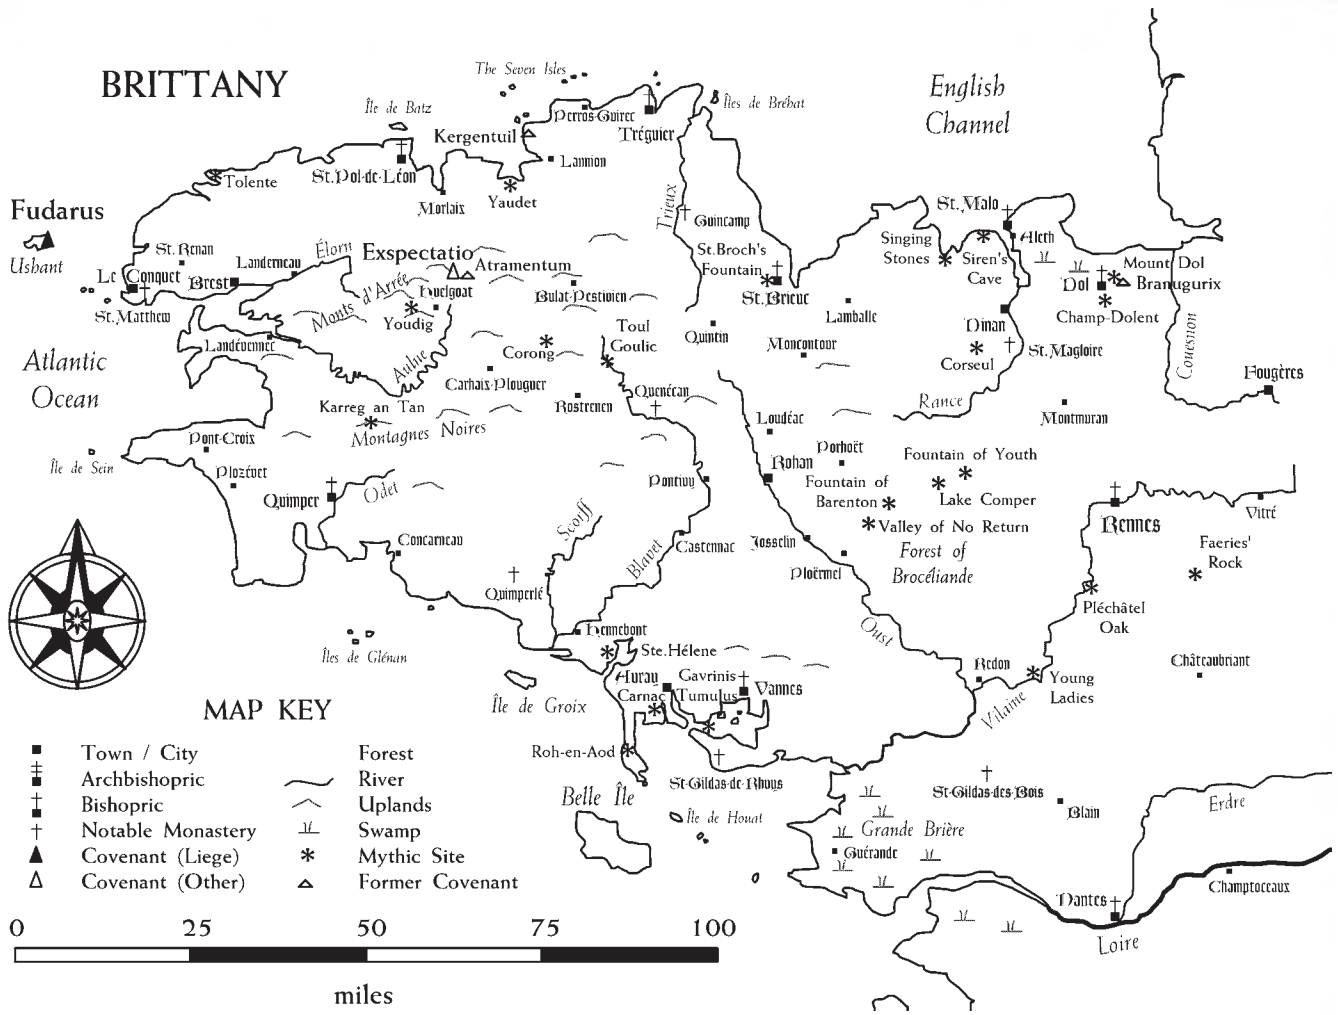 BRITTANY
The Seven Isles
English
Channel
Île de Batz
Îles de Bréhat
Kergentuil
Perros-Guirec
Tréguier
Tolente
St. Pol-de-Léon
Lannion
Morlaix
Yaudet
Trieux
Guincamp
Fudarus
Ushant
St. Malo
Aleth
Singing
Stones
Siren's
Cave
St. Renan
Landerneau
Élorn
Exspectatio
Atramentum
St. Broch's
Fountain
St. Brieuc
Mount Dol
Branugurix
Dol
Champ-Dolent
Le Conquet
Brest
St. Matthew
Monts d'Arrée
Huelgoat
Youdig
Bulat-Pestivien
Lamballe
Dinan
Couesnon
Landévennec
Aulne
Corong
Toul
Goulic
Quintin
Moncontour
Corseul
St. Magloire
Atlantic
Ocean
Carhaix-Plouguer
Rostrenen
Quenécan
Rance
Fougères
Montmuran
Karreg an Tan
Montagnes Noires
Loudéac
Pont-Croix
Île de Sein
Plozévet
Quimper
Odet
Pontivy
Rohan
Porhoët
Fountain of Youth
Fountain of
Barenton
Lake Comper
Valley of No Return
Forest of
Brocéliande
Rennes
Vitré
Faeries'
Rock
Concarneau
Scorff
Blavet
Castennac
Josselin
Ploërmel
Quimperlé
Pléchâtel
Oak
Oust
Hennebont
Ste. Hélene
Îles de Glénan
Châteaubriant
Redon
Young
Ladies
Vilaine
Île de Groix
Auray
Carnac
Gavrinis
Tumulus
Vannes
Roh-en-Aod
St-Gildas-de-Rhuys
Belle Île
Île de Houat
St-Gildas-des-Bois
Blain
Erdre
Grande Brière
Guérande
Nantes
Champtoceaux
Loire
MAP KEY
Town / City
Archbishopric
Bishopric
Notable Monastery
Covenant (Liege)
Covenant (Other)
Forest
River
Uplands
Swamp
Mythic Site
Former Covenant
0 25 50 75 100
miles